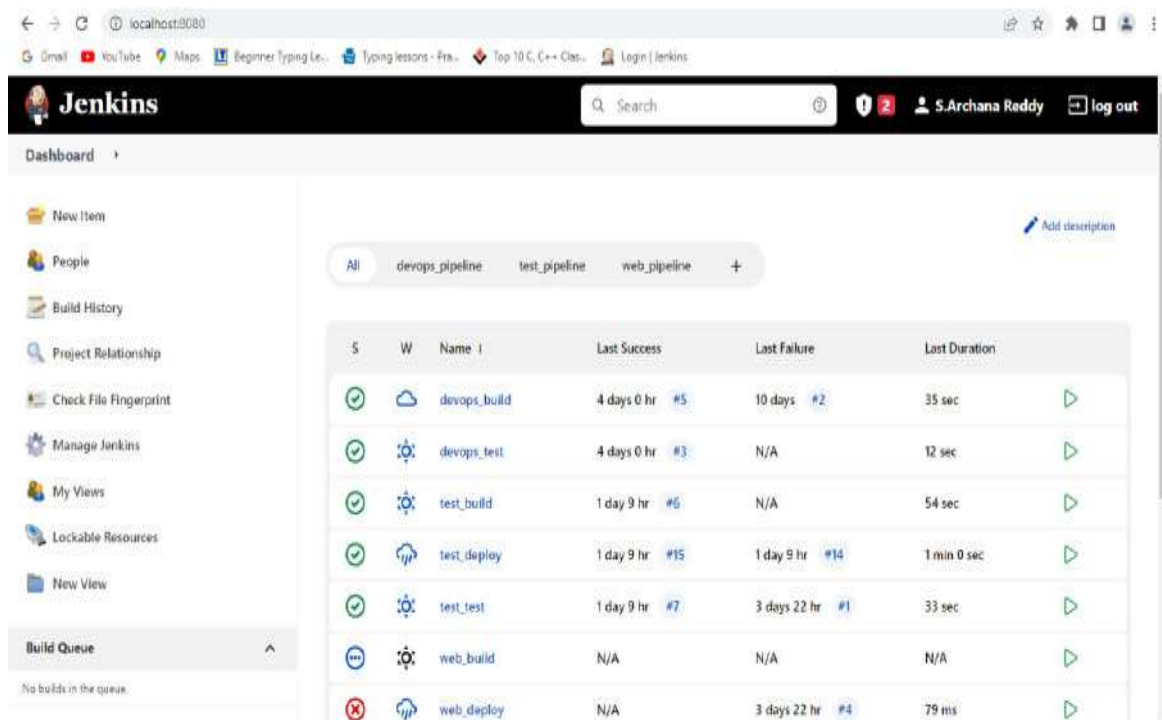 localhost:8080
Gmail YouTube Maps Beginner Typing Le... Typing lessons - Fra... Top 10 C, C++ Clas... Login [Jenkins
Jenkins Search 2 S.Archana Reddy log out
Dashboard
New Item
People
Build History
Project Relationship
Check File Fingerprint
Manage Jenkins
My Views
Lockable Resources
New View
Build Queue
No builds in the queue.
Add description
All devops_pipeline test_pipeline web_pipeline +
S W Name ↓ Last Success Last Failure Last Duration
devops_build 4 days 0 hr #5 10 days #2 35 sec
devops_test 4 days 0 hr #3 N/A 12 sec
test_build 1 day 9 hr #6 N/A 54 sec
test_deploy 1 day 9 hr #15 1 day 9 hr #14 1 min 0 sec
test_test 1 day 9 hr #7 3 days 22 hr #1 33 sec
web_build N/A N/A N/A
web_deploy N/A 3 days 22 hr #4 79 ms